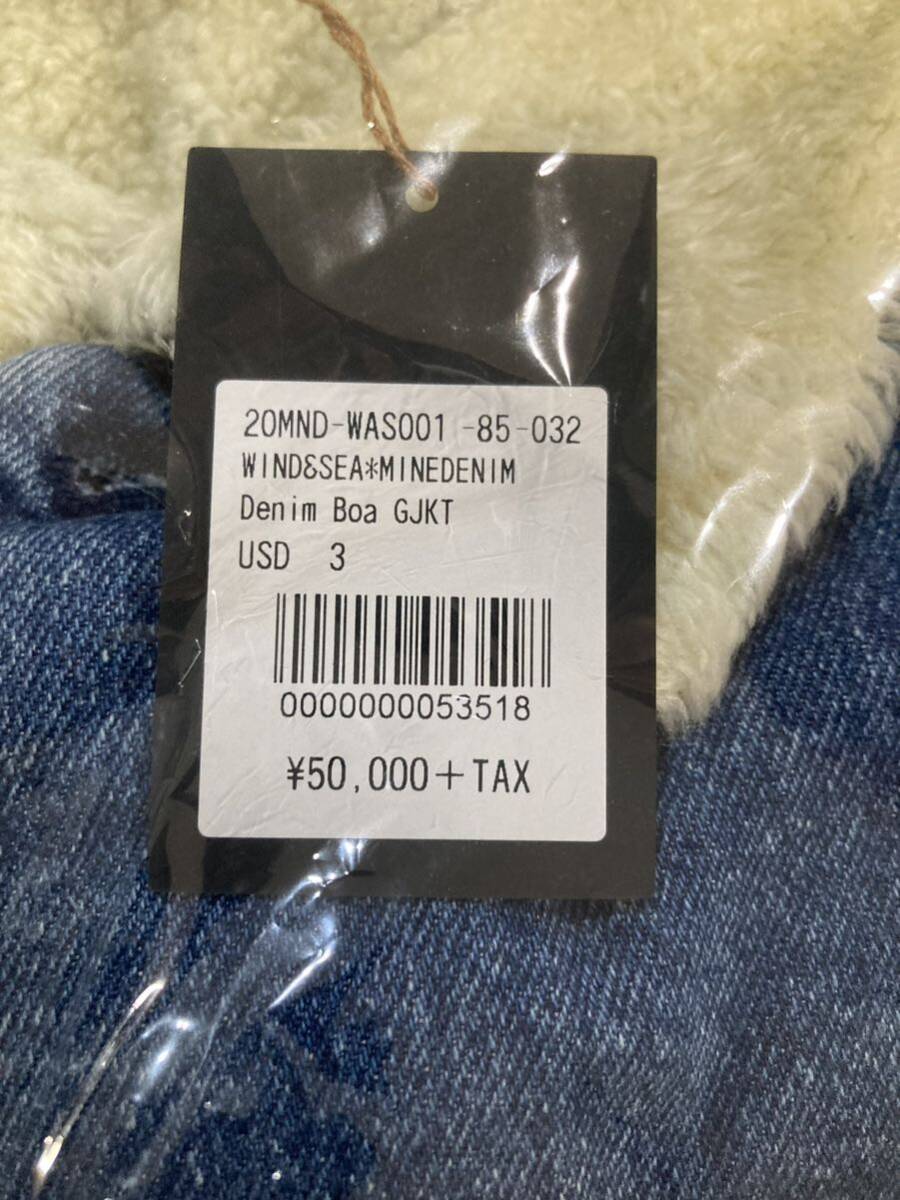 20MND-WAS001 -85-032
WIND&SEA*MINEDENIM
Denim Boa GJKT
USD 3
0000000053518
¥50,000+TAX